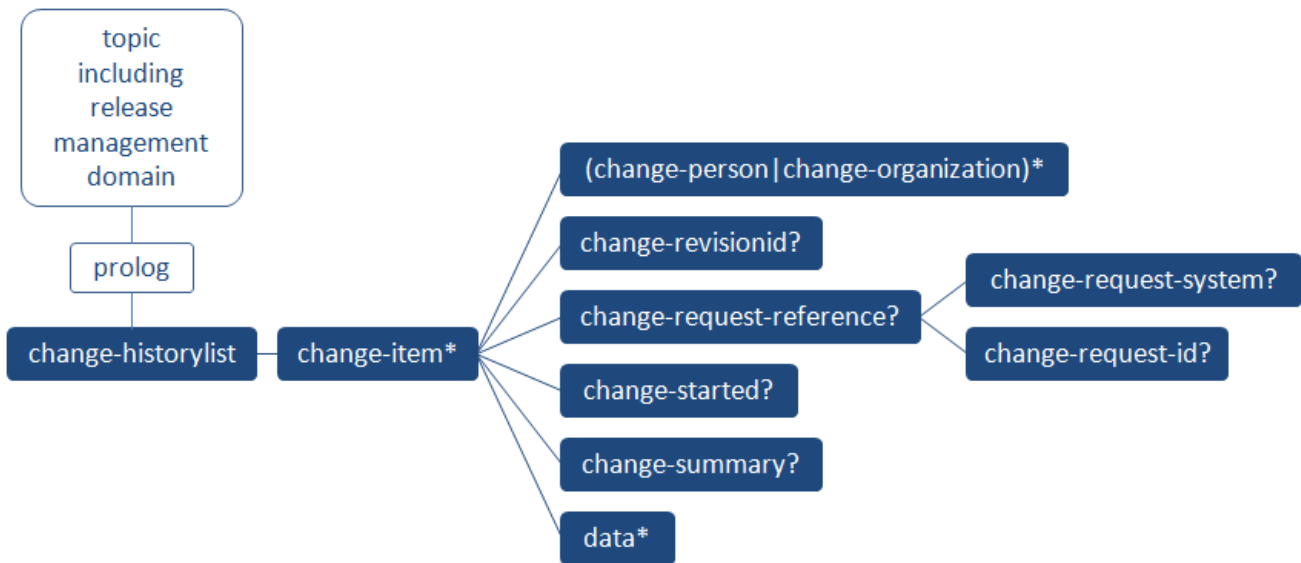 topic
including
release
management
domain
prolog
change-historylist
change-item*
(change-person|change-organization)*
change-revisionid?
change-request-reference?
change-started?
change-summary?
data*
change-request-system?
change-request-id?